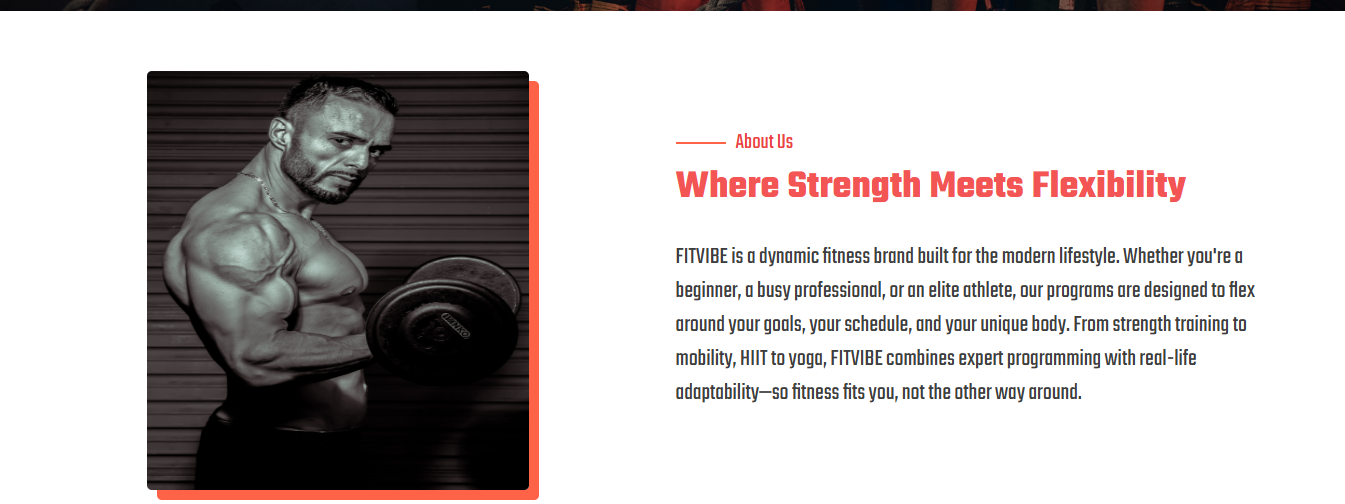 About Us
Where Strength Meets Flexibility
FITVIBE is a dynamic fitness brand built for the modern lifestyle. Whether you're a
beginner, a busy professional, or an elite athlete, our programs are designed to flex
around your goals, your schedule, and your unique body. From strength training to
mobility, HIIT to yoga, FITVIBE combines expert programming with real-life
adaptability—so fitness fits you, not the other way around.